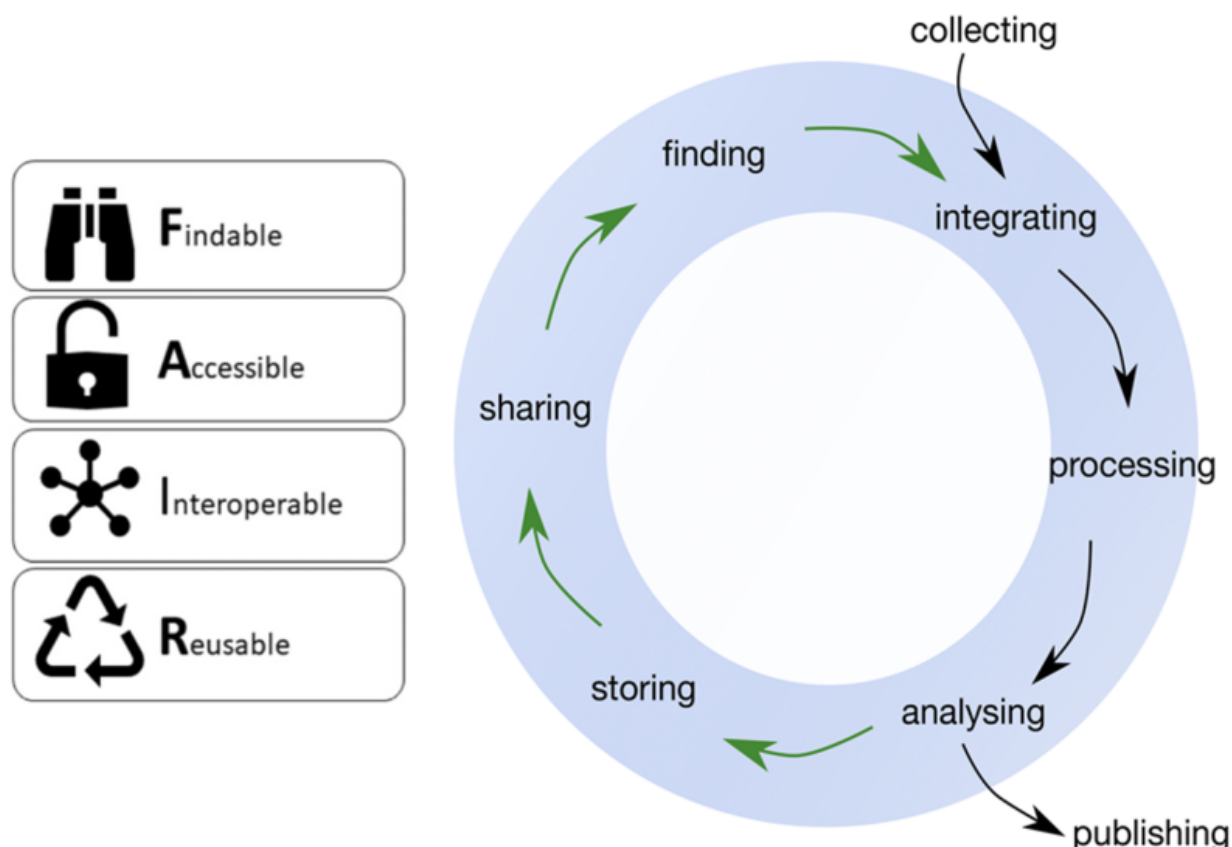 Findable
Accessible
Interoperable
Reusable
collecting
finding
integrating
sharing
processing
storing
analysing
publishing